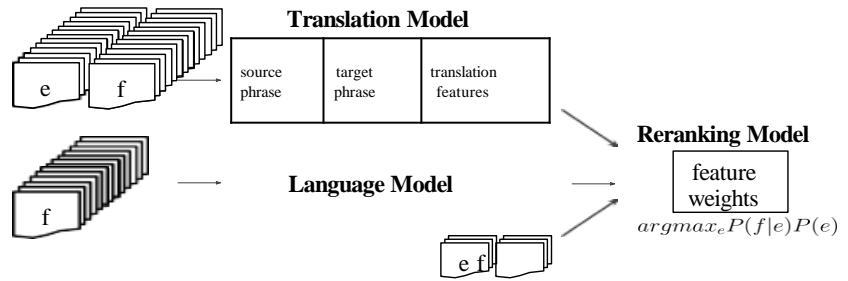 Translation Model
e f
source phrase
target phrase
translation features
Reranking Model
feature weights
f
Language Model
argmax_e P(f|e)P(e)
e f